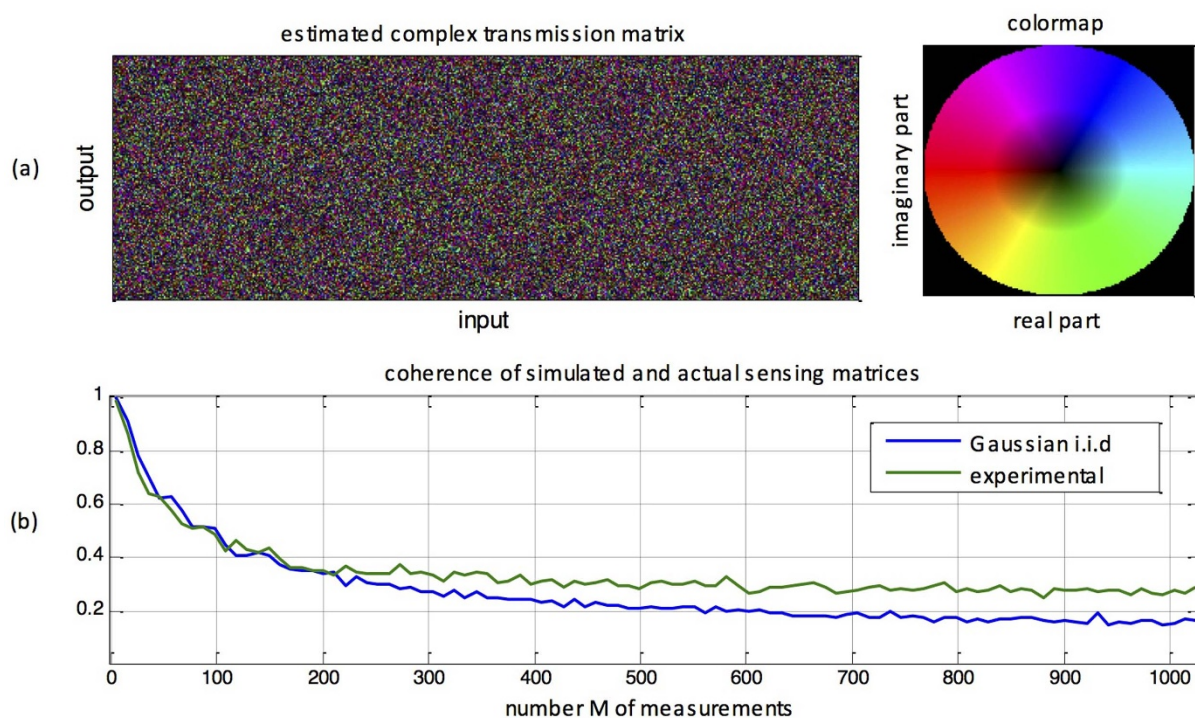 estimated complex transmission matrix
colormap
(a)
output
input
imaginary part
real part
coherence of simulated and actual sensing matrices
(b)
1
0.8
0.6
0.4
0.2
Gaussian i.i.d
experimental
0 100 200 300 400 500 600 700 800 900 1000
number M of measurements